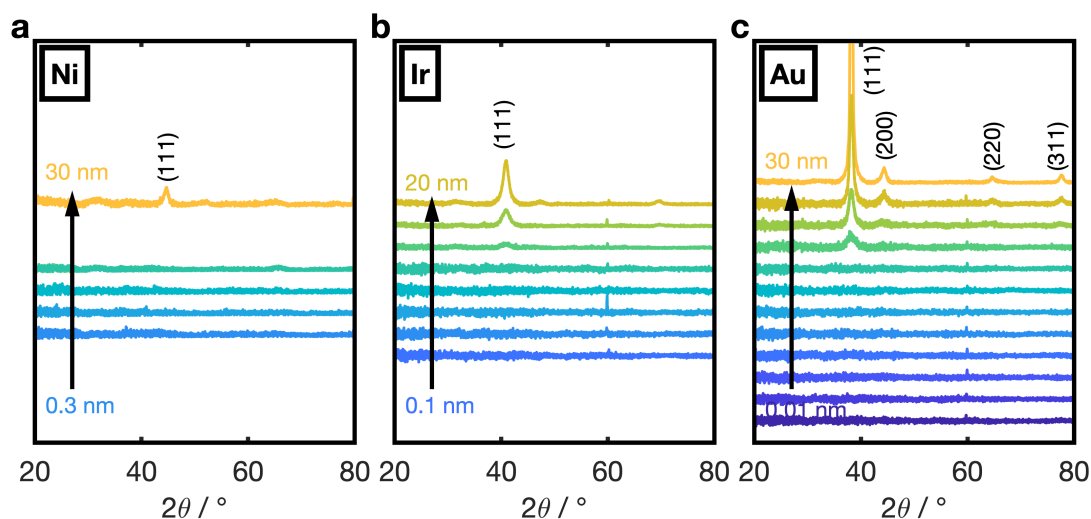 a
Ni
(111)
30 nm
0.3 nm
20 40 60 80
2θ / °
b
Ir
(111)
20 nm
0.1 nm
20 40 60 80
2θ / °
c
Au
(111)
(200)
(220)
(311)
30 nm
0.01 nm
20 40 60 80
2θ / °